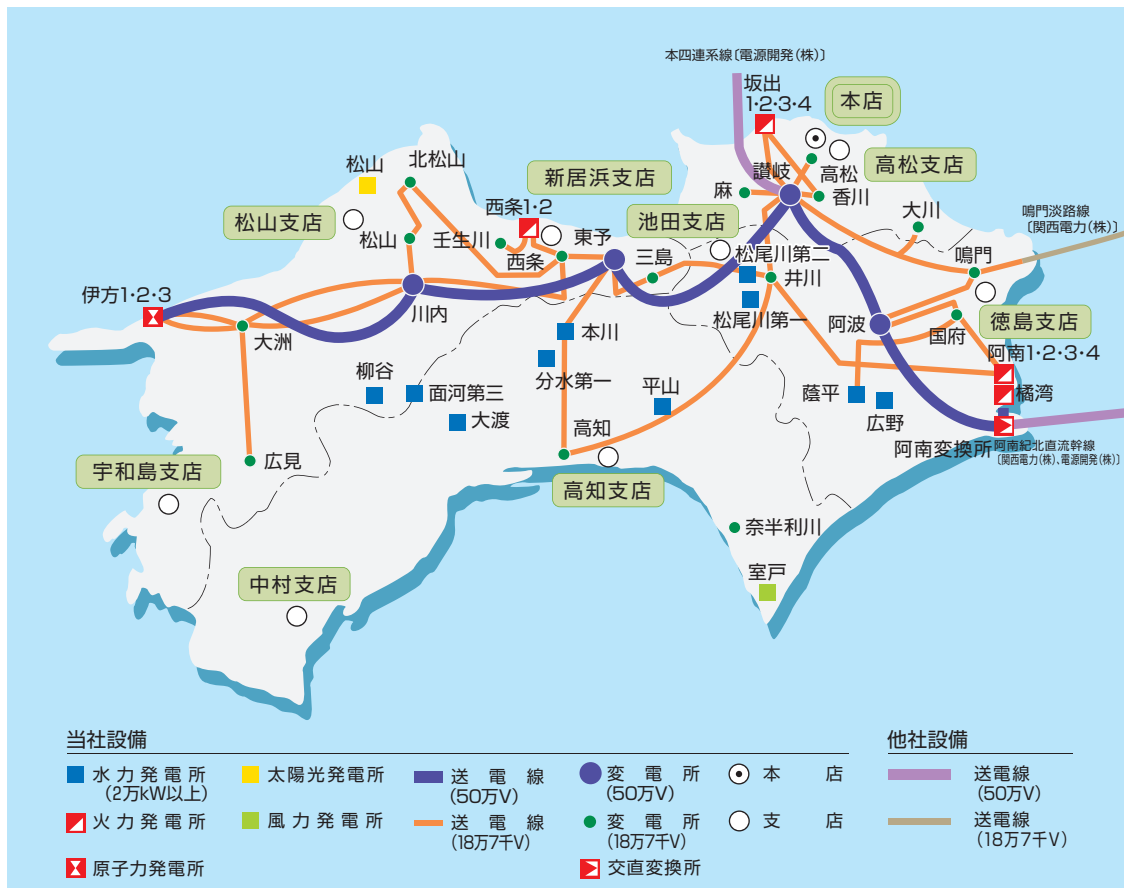 本四連系線〔電源開発(株)〕
坂出
1・2・3・4
本店
高松支店
讃岐
高松
香川
麻
大川
鳴門淡路線
〔関西電力(株)〕
鳴門
徳島支店
松山
北松山
新居浜支店
西条1・2
池田支店
松山支店
松山
壬生川
西条
東予
三島
松尾川第二
井川
松尾川第一
阿波
国府
阿南1・2・3・4
橘湾
伊方1・2・3
大洲
川内
本川
分水第一
柳谷
面河第三
大渡
平山
蔭平
広野
阿南変換所
阿南紀北直流幹線
〔関西電力(株)、電源開発(株)〕
高知
高知支店
広見
宇和島支店
中村支店
奈半利川
室戸
当社設備
水力発電所
(2万kW以上)
太陽光発電所
送電線
(50万V)
変電所
(50万V)
本店
火力発電所
風力発電所
送電線
(18万7千V)
変電所
(18万7千V)
支店
原子力発電所
交直変換所
他社設備
送電線
(50万V)
送電線
(18万7千V)